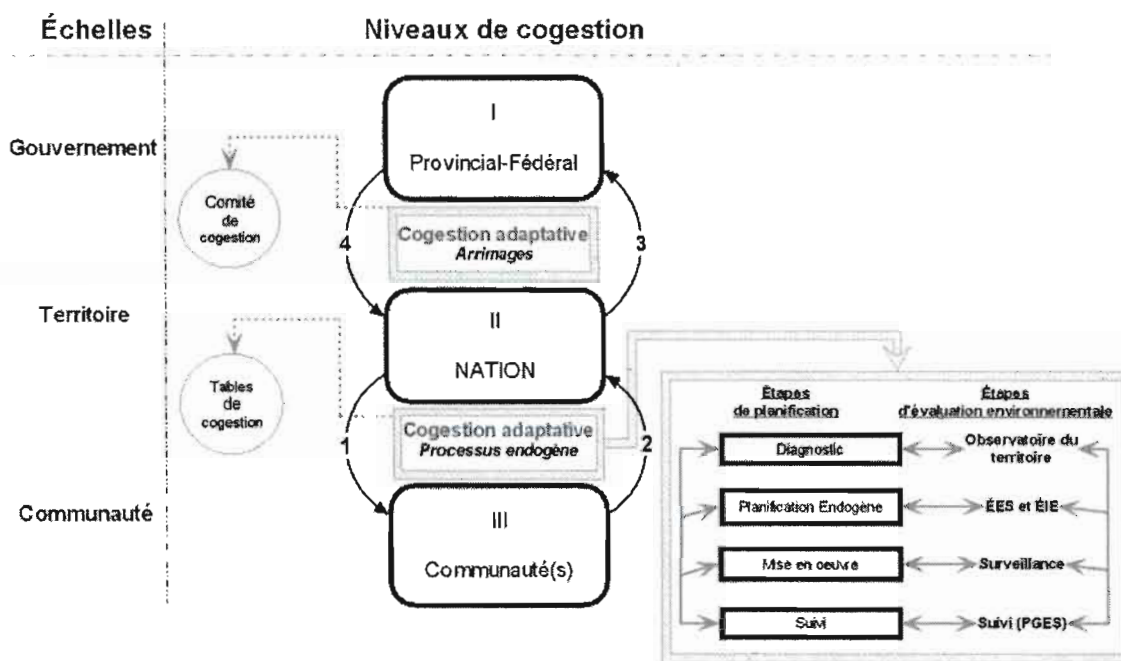 Échelles
Niveaux de cogestion
Gouvernement
Territoire
Communauté
Comité
de
cogestion
Tables
de
cogestion
I
Provincial-Fédéral
4
3
Cogestion adaptative
Arrimages
II
NATION
1
2
Cogestion adaptative
Processus endogène
III
Communauté(s)
Étapes
de planification
Étapes
d'évaluation environnementale
Diagnostic
Observatoire du
territoire
Planification Endogène
ÉES et ÉIE
Mise en oeuvre
Surveillance
Suivi
Suivi (PGES)